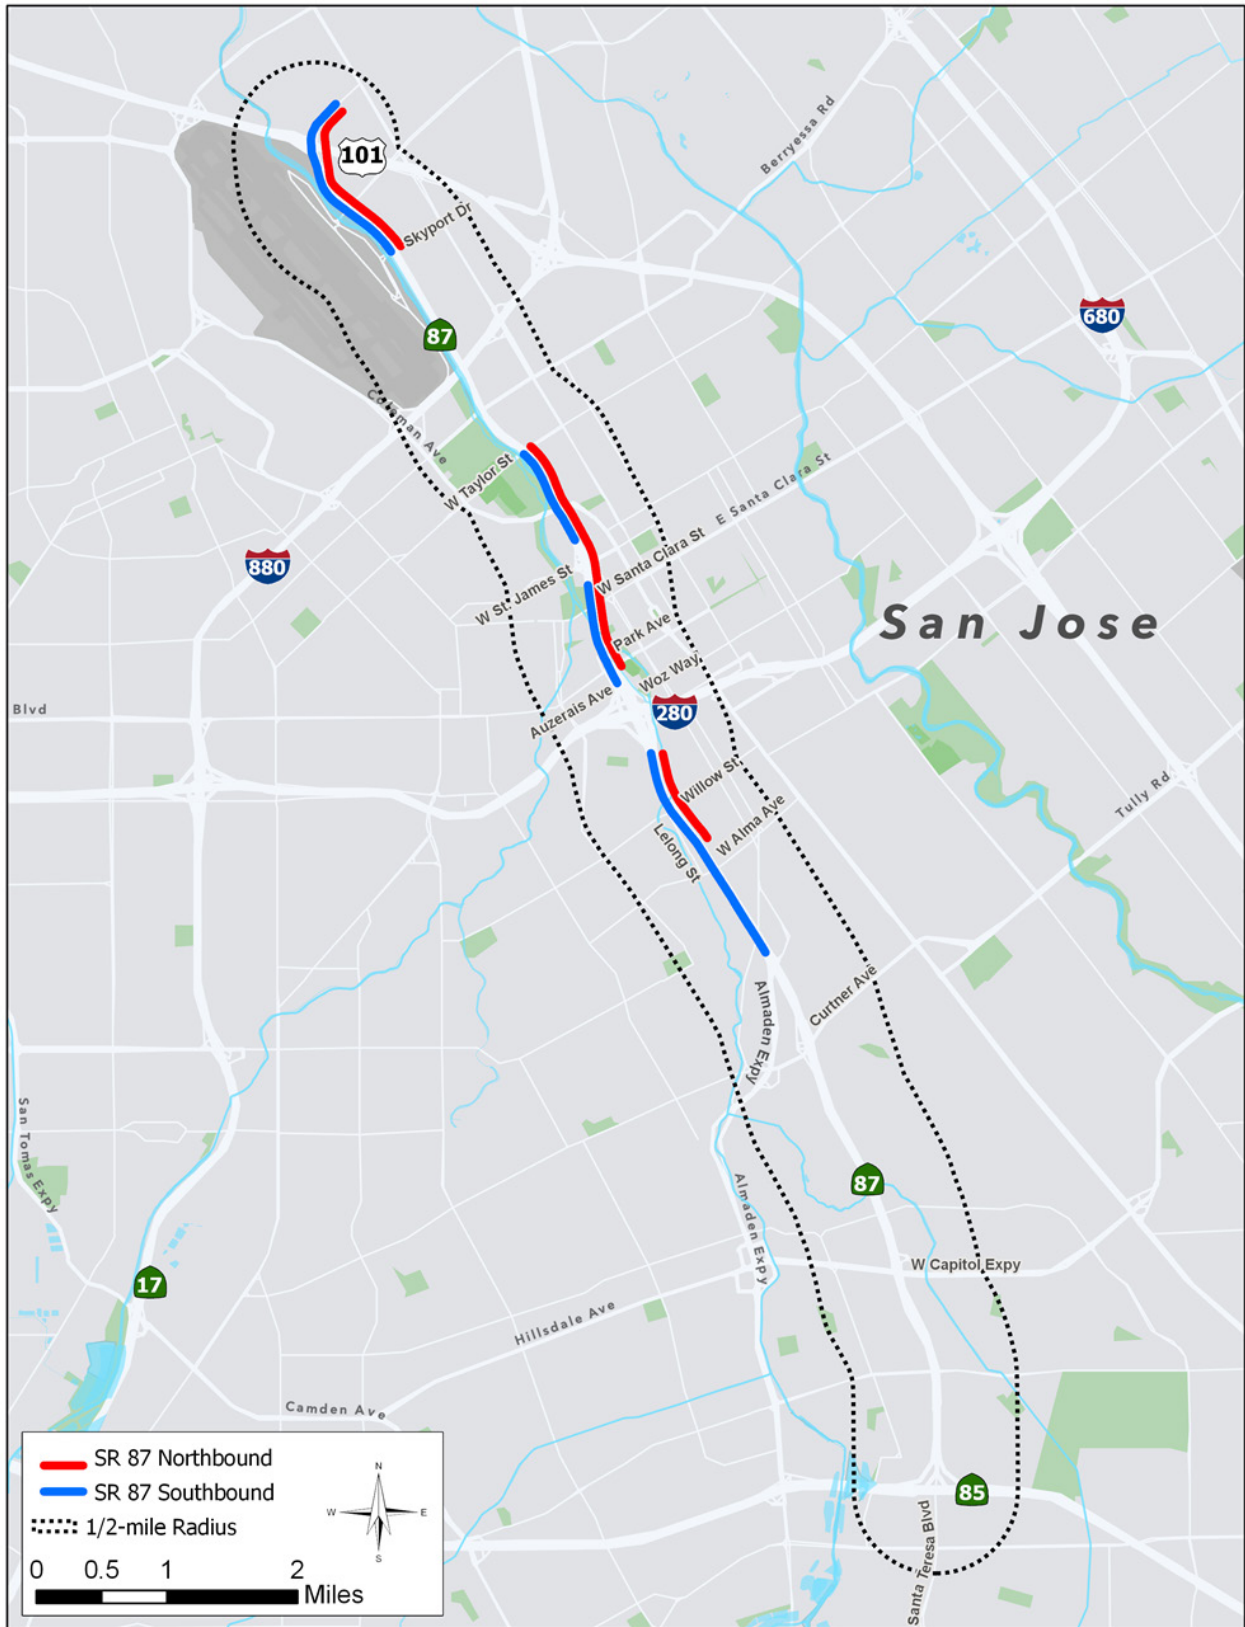 Berryessa Rd
101
Skyport Dr
680
87
Coleman Ave
W Taylor St
E Santa Clara St
880
W Santa Clara St
W St. James St
San Jose
Park Ave
Woz Way
Auzerais Ave
Blvd
280
Willow St
Tully Rd
W Alma Ave
Lelong St
Curtner Ave
Almaden Expy
San Tomas Expy
87
Almaden Expy
W Capitol Expy
17
Hillsdale Ave
Camden Ave
85
Santa Teresa Blvd
SR 87 Northbound
SR 87 Southbound
1/2-mile Radius
N
W E
S
0 0.5 1 2
Miles